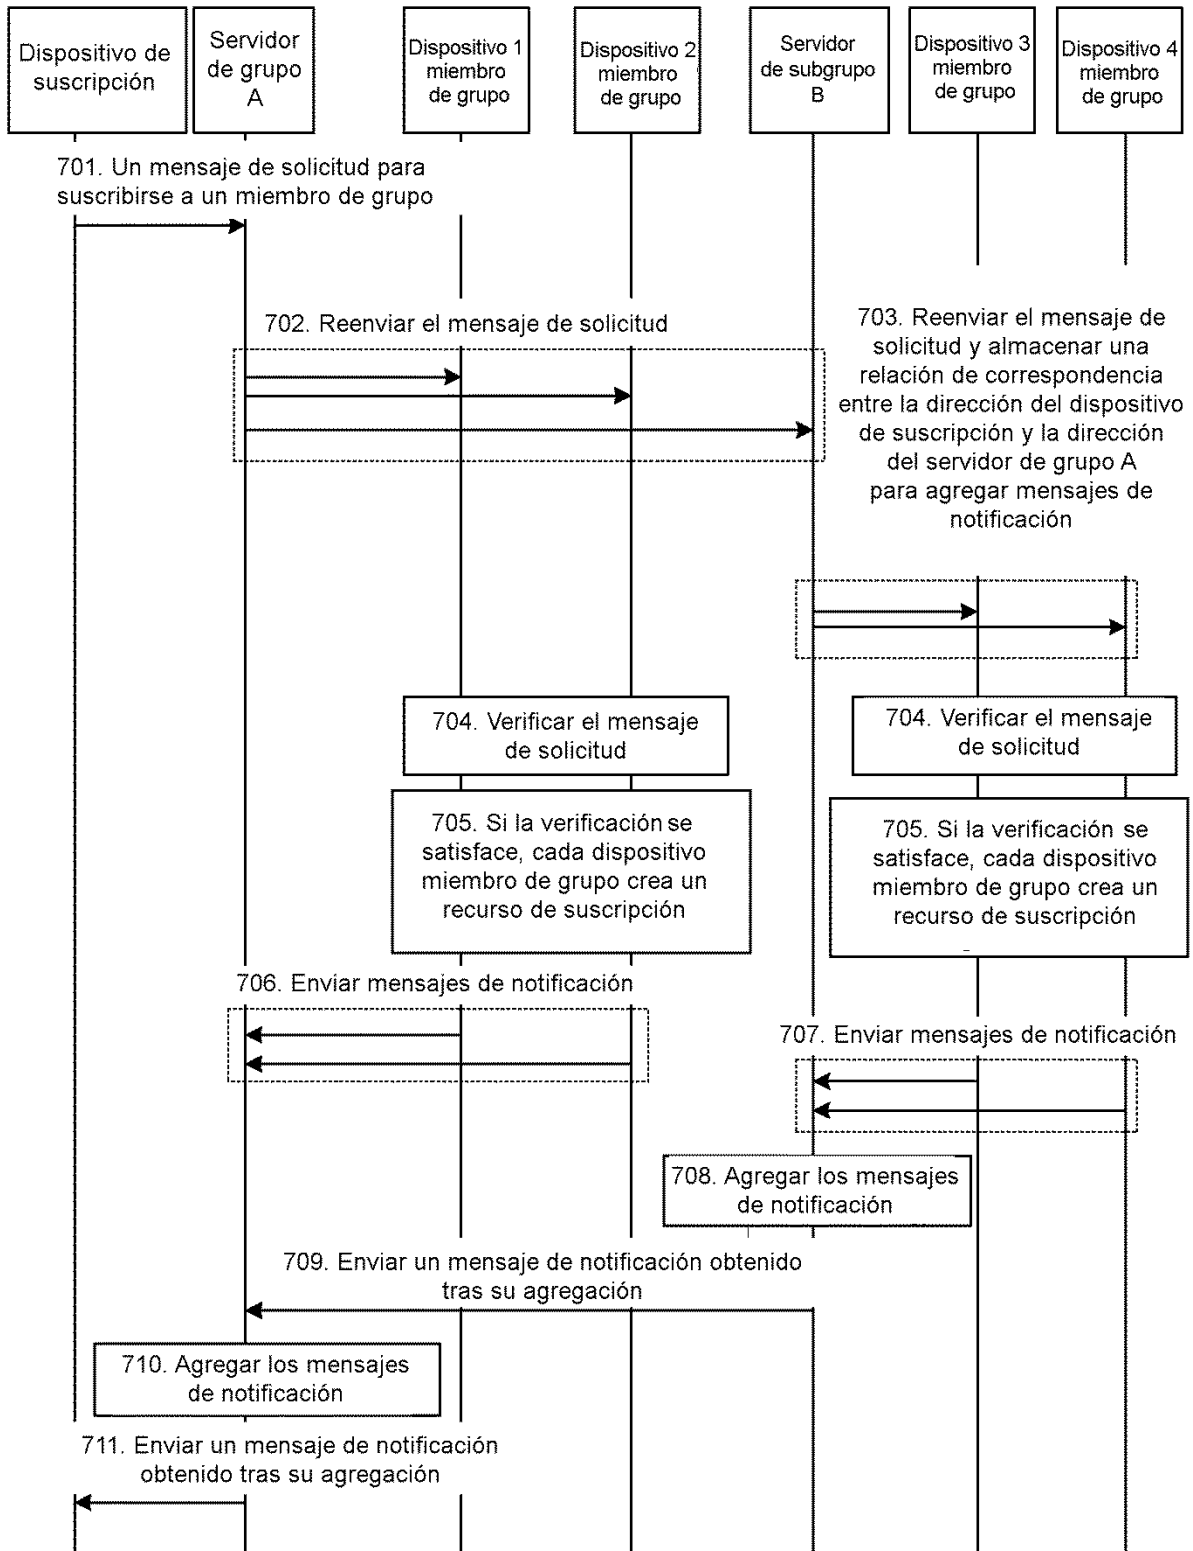 Dispositivo de
suscripción
Servidor
de grupo
A
Dispositivo 1
miembro
de grupo
Dispositivo 2
miembro
de grupo
Servidor
de subgrupo
B
Dispositivo 3
miembro
de grupo
Dispositivo 4
miembro
de grupo
701. Un mensaje de solicitud para
suscribirse a un miembro de grupo
702. Reenviar el mensaje de solicitud
703. Reenviar el mensaje de
solicitud y almacenar una
relación de correspondencia
entre la dirección del dispositivo
de suscripción y la dirección
del servidor de grupo A
para agregar mensajes de
notificación
704. Verificar el mensaje
de solicitud
704. Verificar el mensaje
de solicitud
705. Si la verificación se
satisface, cada dispositivo
miembro de grupo crea un
recurso de suscripción
705. Si la verificación se
satisface, cada dispositivo
miembro de grupo crea un
recurso de suscripción
706. Enviar mensajes de notificación
707. Enviar mensajes de notificación
708. Agregar los mensajes
de notificación
709. Enviar un mensaje de notificación obtenido
tras su agregación
710. Agregar los mensajes
de notificación
711. Enviar un mensaje de notificación
obtenido tras su agregación